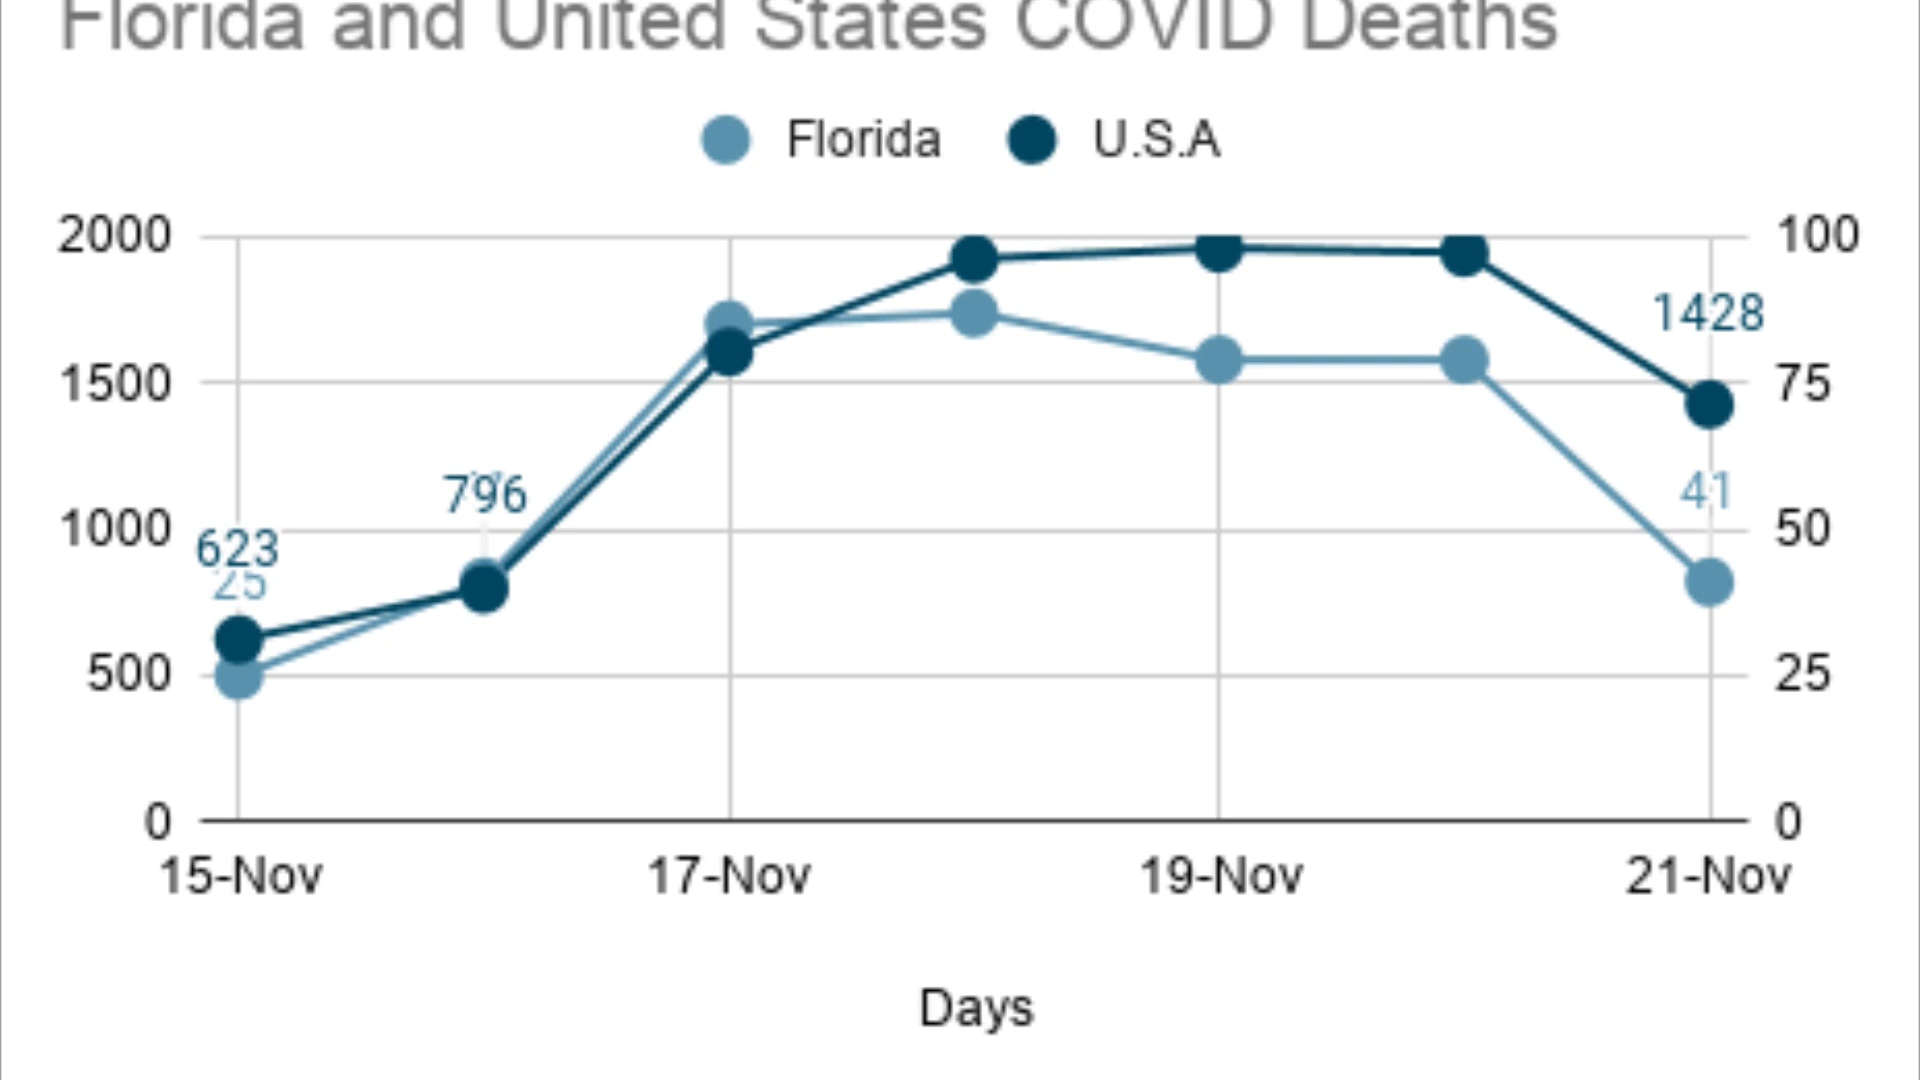 Florida and United States COVID Deaths
Florida U.S.A
2000 100
1428
1500 75
796
41
1000 50
623
25
500 25
0 0
15-Nov 17-Nov 19-Nov 21-Nov
Days